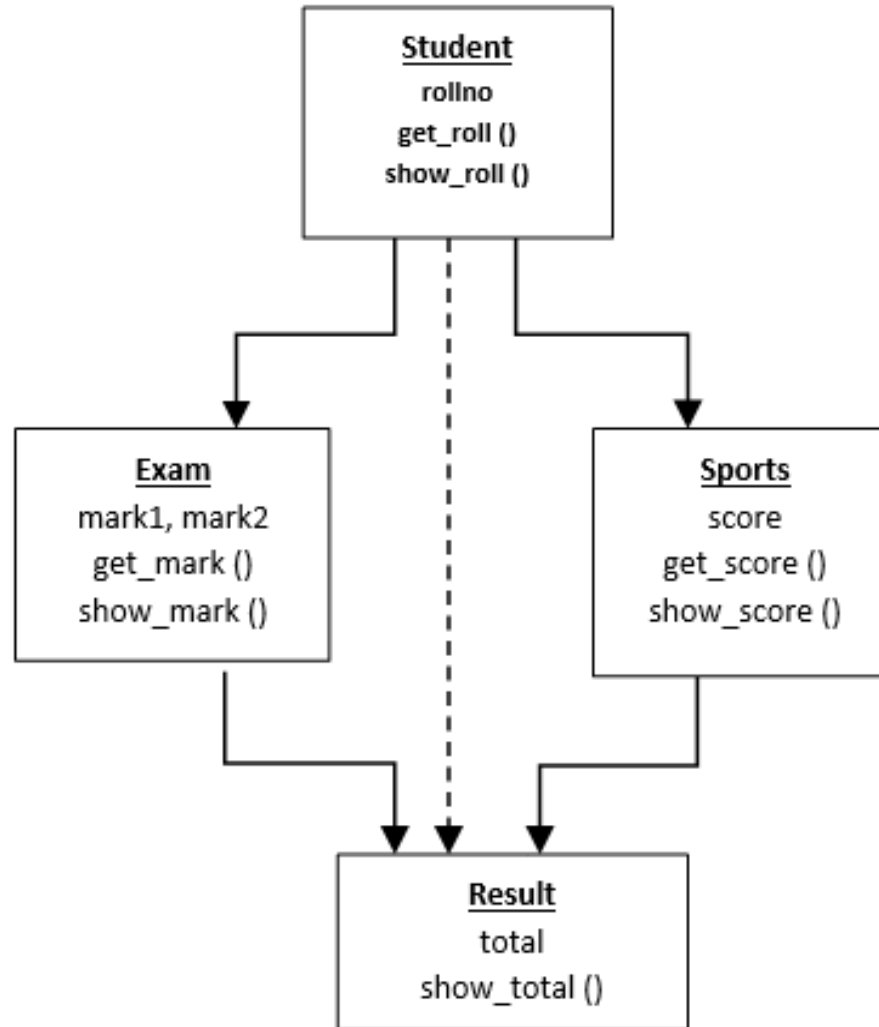 Student
rollno
get_roll ()
show_roll ()
Exam
mark1, mark2
get_mark ()
show_mark ()
Sports
score
get_score ()
show_score ()
Result
total
show_total ()